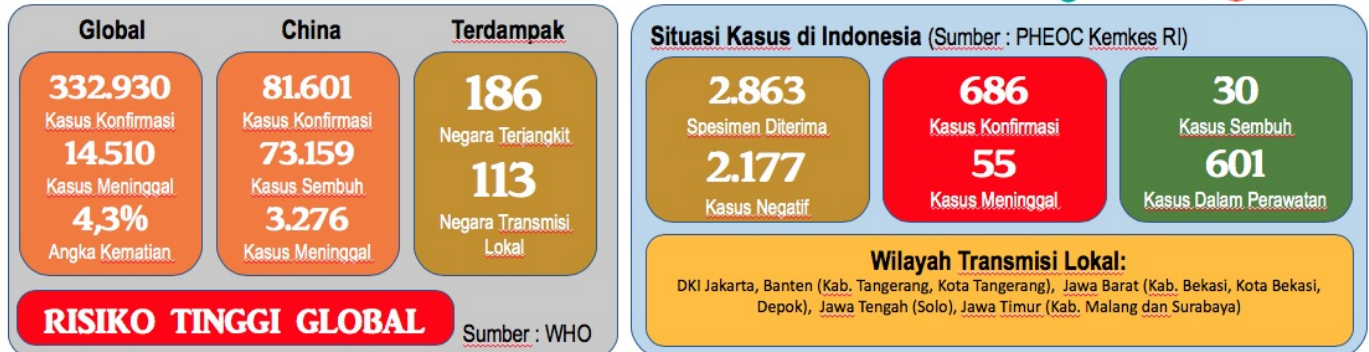 Global
332.930
Kasus Konfirmasi
14.510
Kasus Meninggal
4,3%
Angka Kematian
China
81.601
Kasus Konfirmasi
73.159
Kasus Sembuh
3.276
Kasus Meninggal
Terdampak
186
Negara Terjangkit
113
Negara Transmisi
Lokal
RISIKO TINGGI GLOBAL
Sumber : WHO
Situasi Kasus di Indonesia (Sumber : PHEOC Kemkes RI)
2.863
Spesimen Diterima
2.177
Kasus Negatif
686
Kasus Konfirmasi
55
Kasus Meninggal
30
Kasus Sembuh
601
Kasus Dalam Perawatan
Wilayah Transmisi Lokal:
DKI Jakarta, Banten (Kab. Tangerang, Kota Tangerang), Jawa Barat (Kab. Bekasi, Kota Bekasi,
Depok), Jawa Tengah (Solo), Jawa Timur (Kab. Malang dan Surabaya)